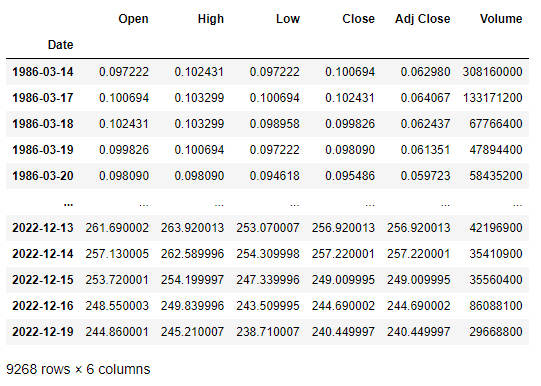 Open High Low Close Adj Close Volume
Date
1986-03-14 0.097222 0.102431 0.097222 0.100694 0.062980 308160000
1986-03-17 0.100694 0.103299 0.100694 0.102431 0.064067 133171200
1986-03-18 0.102431 0.103299 0.098958 0.099826 0.062437 67766400
1986-03-19 0.099826 0.100694 0.097222 0.098090 0.061351 47894400
1986-03-20 0.098090 0.098090 0.094618 0.095486 0.059723 58435200
... ... ... ... ... ... ...
2022-12-13 261.690002 263.920013 253.070007 256.920013 256.920013 42196900
2022-12-14 257.130005 262.589996 254.309998 257.220001 257.220001 35410900
2022-12-15 253.720001 254.199997 247.339996 249.009995 249.009995 35560400
2022-12-16 248.550003 249.839996 243.509995 244.690002 244.690002 86088100
2022-12-19 244.860001 245.210007 238.710007 240.449997 240.449997 29668800
9268 rows × 6 columns